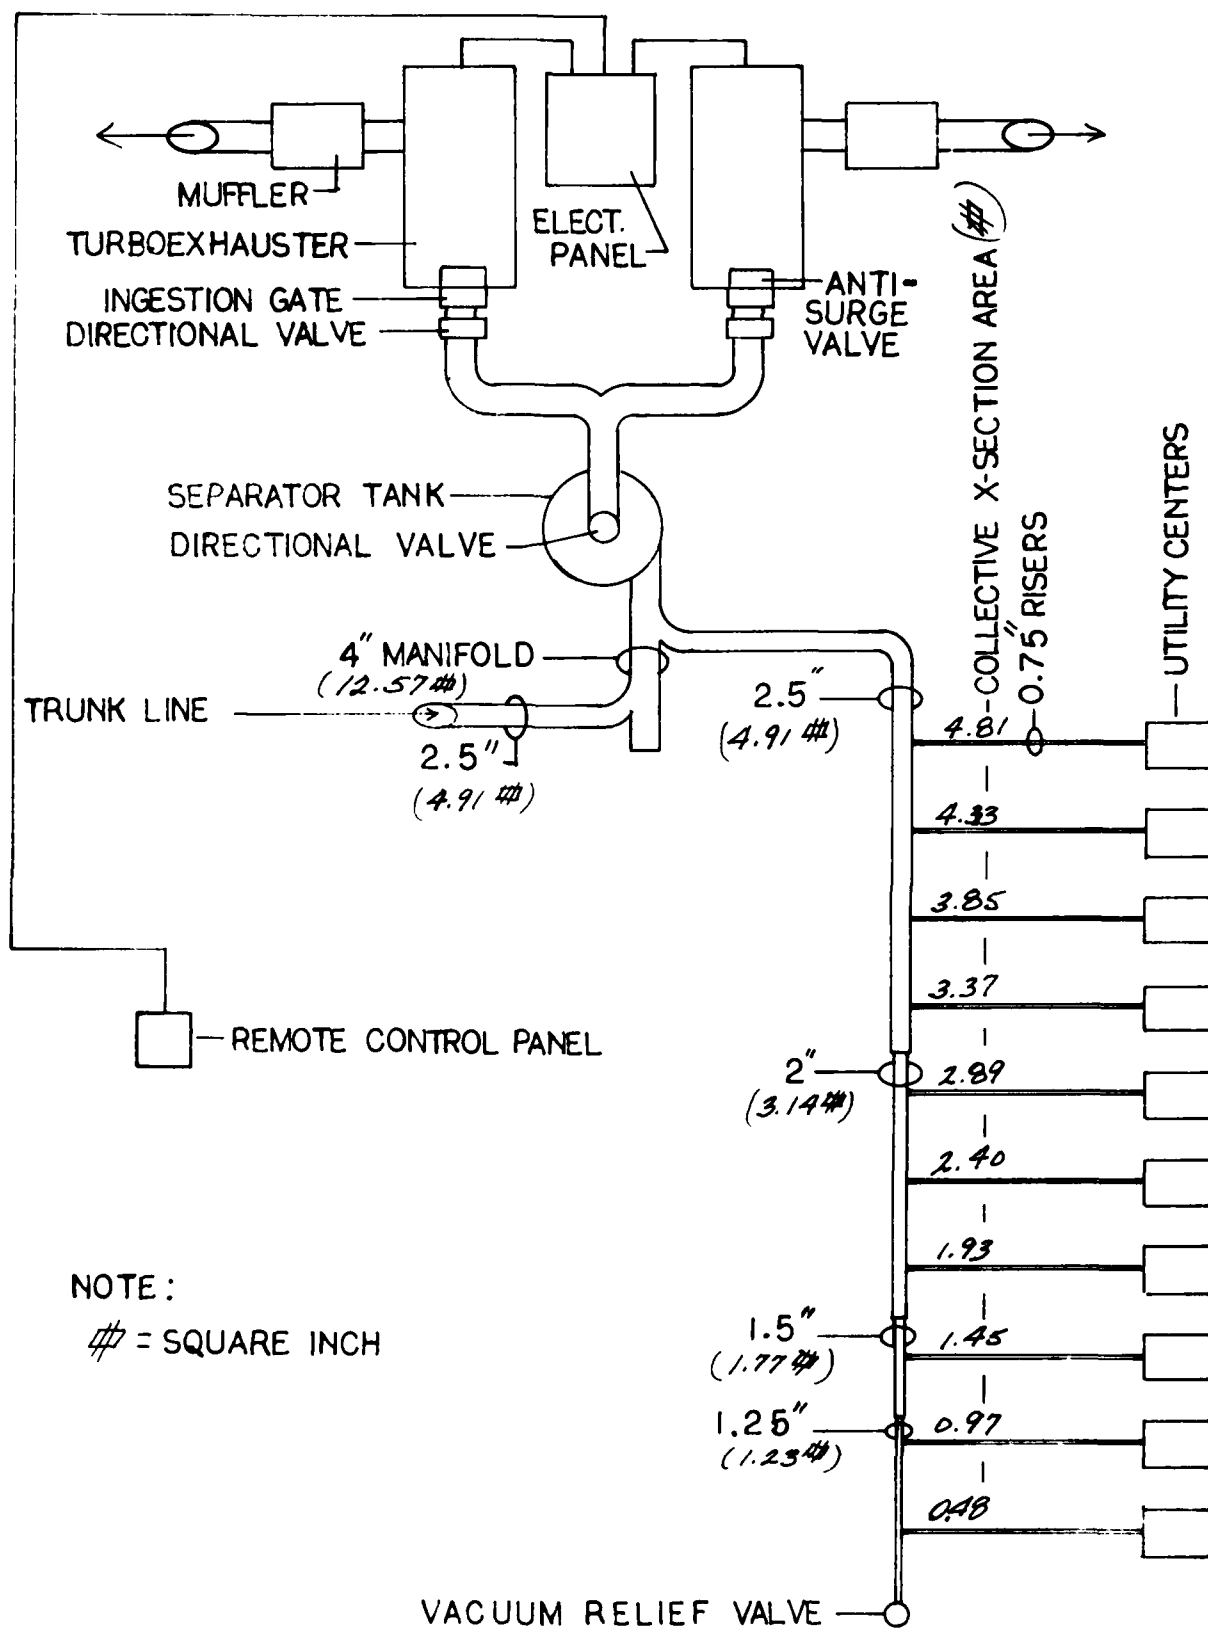 MUFFLER
TURBOEXHAUSTER
INGESTION GATE
DIRECTIONAL VALVE
ELECT.
PANEL
ANTI-
SURGE
VALVE
COLLECTIVE X-SECTION AREA (#)
0.75" RISERS
UTILITY CENTERS
SEPARATOR TANK
DIRECTIONAL VALVE
4" MANIFOLD
(12.57 #)
TRUNK LINE
2.5"
(4.91 #)
2.5"
(4.91 #)
4.81
4.33
3.85
3.37
2"
(3.14 #)
2.89
2.40
1.93
1.5"
(1.77 #)
1.45
1.25"
(1.23 #)
0.97
0.48
REMOTE CONTROL PANEL
NOTE:
# = SQUARE INCH
VACUUM RELIEF VALVE